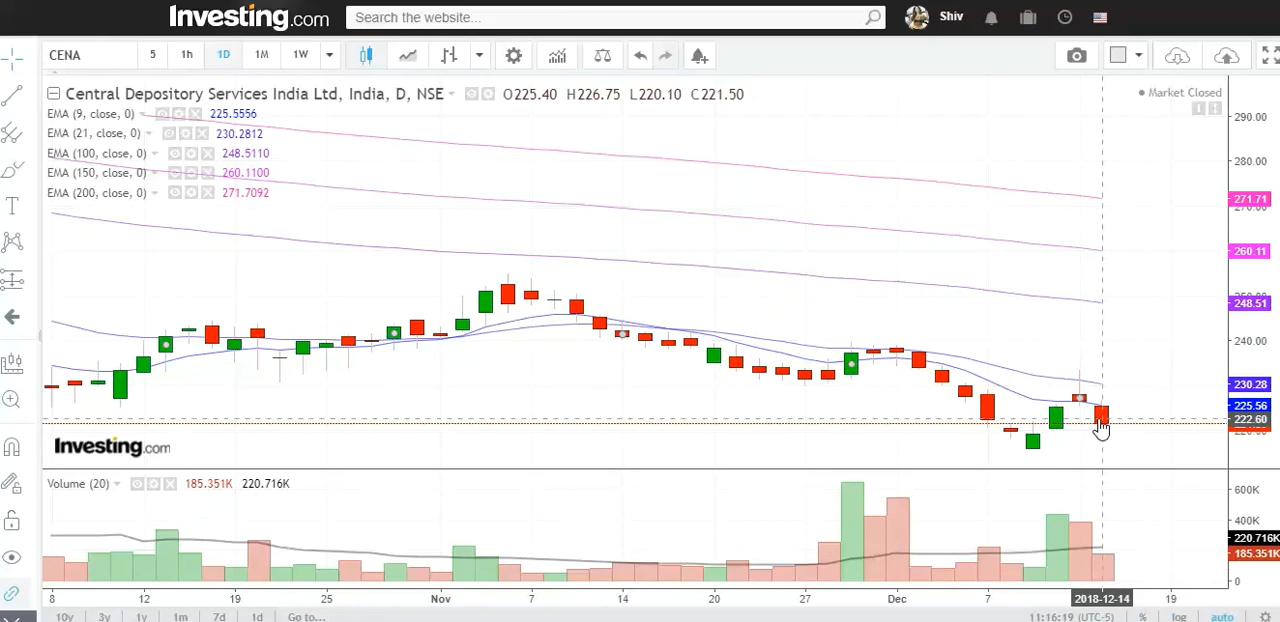 Investing.com Search the website... Shiv
CENA 5 1h 1D 1M 1W
Central Depository Services India Ltd, India, D, NSE O225.40 H226.75 L220.10 C221.50
Market Closed
EMA (9, close, 0) 225.5556
EMA (21, close, 0) 230.2812
EMA (100, close, 0) 248.5110
EMA (150, close, 0) 260.1100
EMA (200, close, 0) 271.7092
290.00
280.00
271.71
260.11
248.51
240.00
230.28
225.56
222.60
Investing.com
Volume (20) 185.351K 220.716K
600K
400K
220.716K
185.351K
0
8 12 19 25 Nov 7 14 20 27 Dec 7 2018-12-14 19
10y 3y 1y 1m 7d 1d Go to... 11:16:19 (UTC-5) % log auto